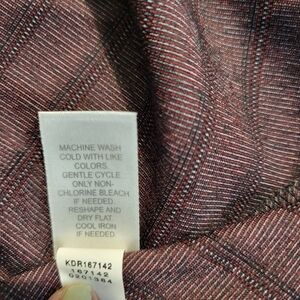 MACHINE WASH
COLD WITH LIKE
COLORS.
GENTLE CYCLE.
ONLY NON-
CHLORINE BLEACH
IF NEEDED.
RESHAPE AND
DRY FLAT.
COOL IRON
IF NEEDED
KDR167142
167142
0201364